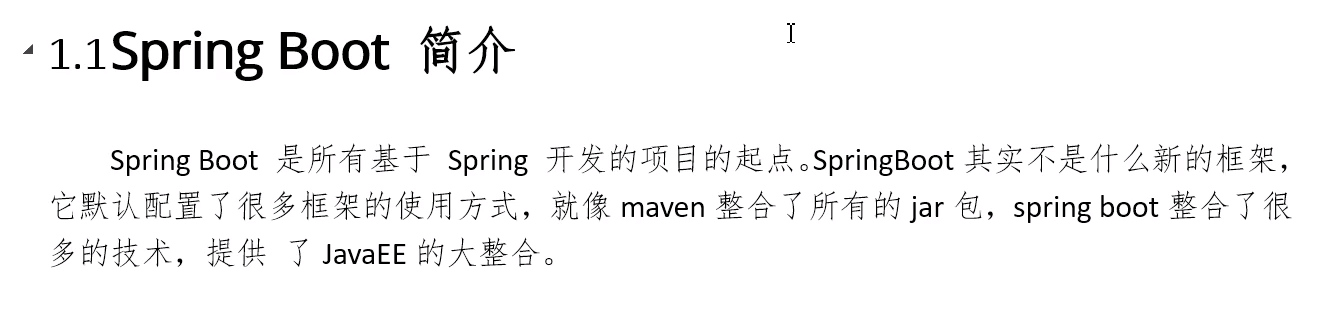 1.1Spring Boot 简介
Spring Boot 是所有基于 Spring 开发的项目的起点。SpringBoot 其实不是什么新的框架，
它默认配置了很多框架的使用方式，就像 maven 整合了所有的 jar 包，spring boot 整合了很
多的技术，提供 了 JavaEE 的大整合。